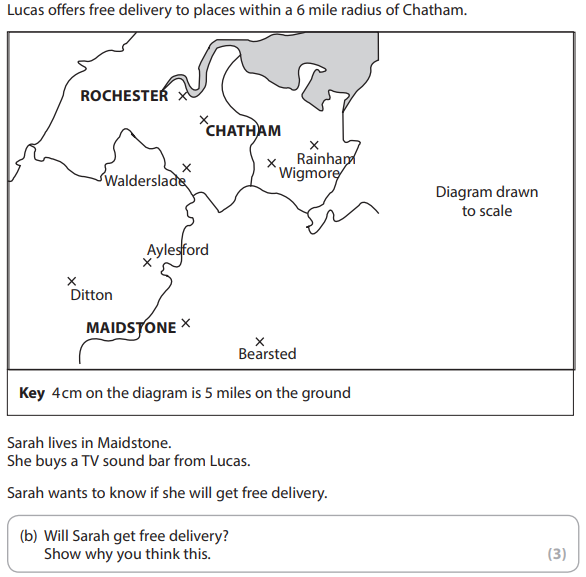 Lucas offers free delivery to places within a 6 mile radius of Chatham.
ROCHESTER
CHATHAM
Rainham
Wigmore
Walderslade
Diagram drawn
to scale
Aylesford
Ditton
MAIDSTONE
Bearsted
Key 4 cm on the diagram is 5 miles on the ground
Sarah lives in Maidstone.
She buys a TV sound bar from Lucas.
Sarah wants to know if she will get free delivery.
(b) Will Sarah get free delivery?
Show why you think this.
(3)